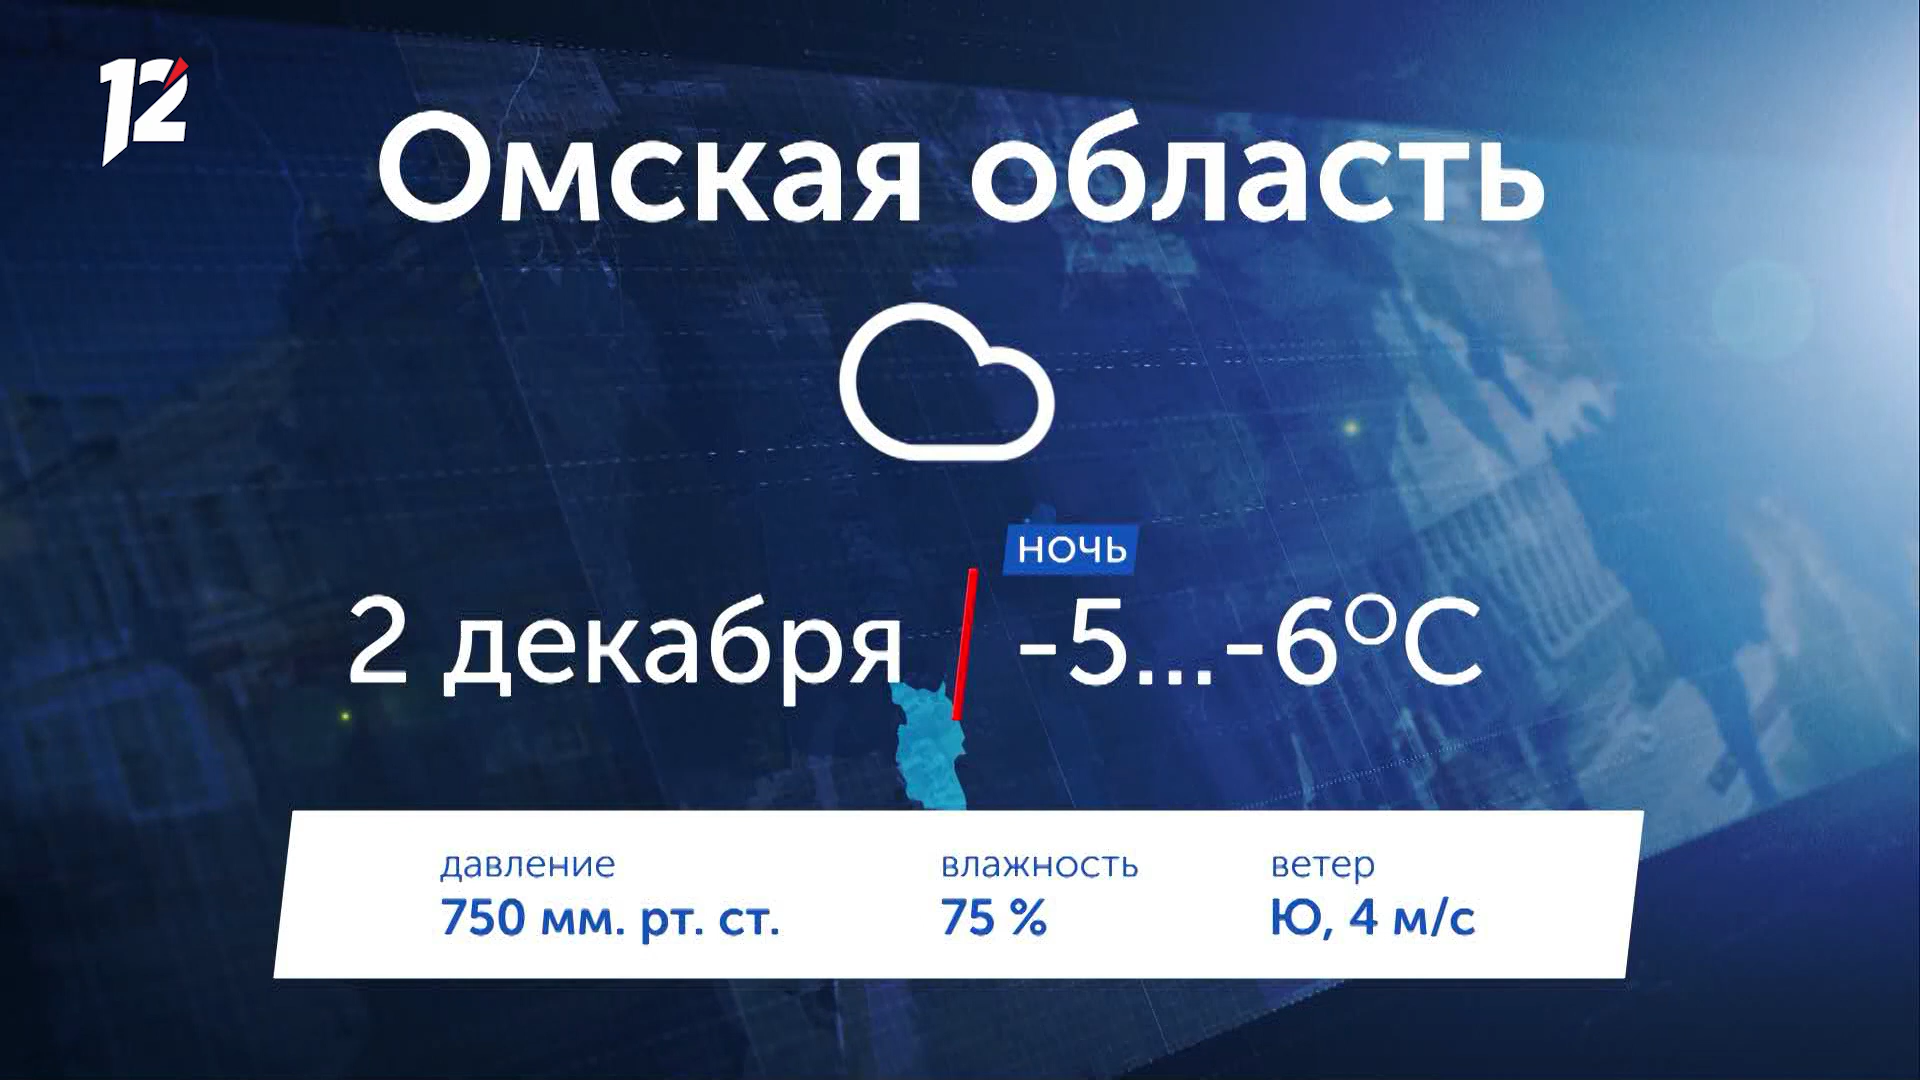 12
Омская область
ночь
2 декабря / -5...-6°C
давление влажность ветер
750 мм. рт. ст. 75 % Ю, 4 м/с